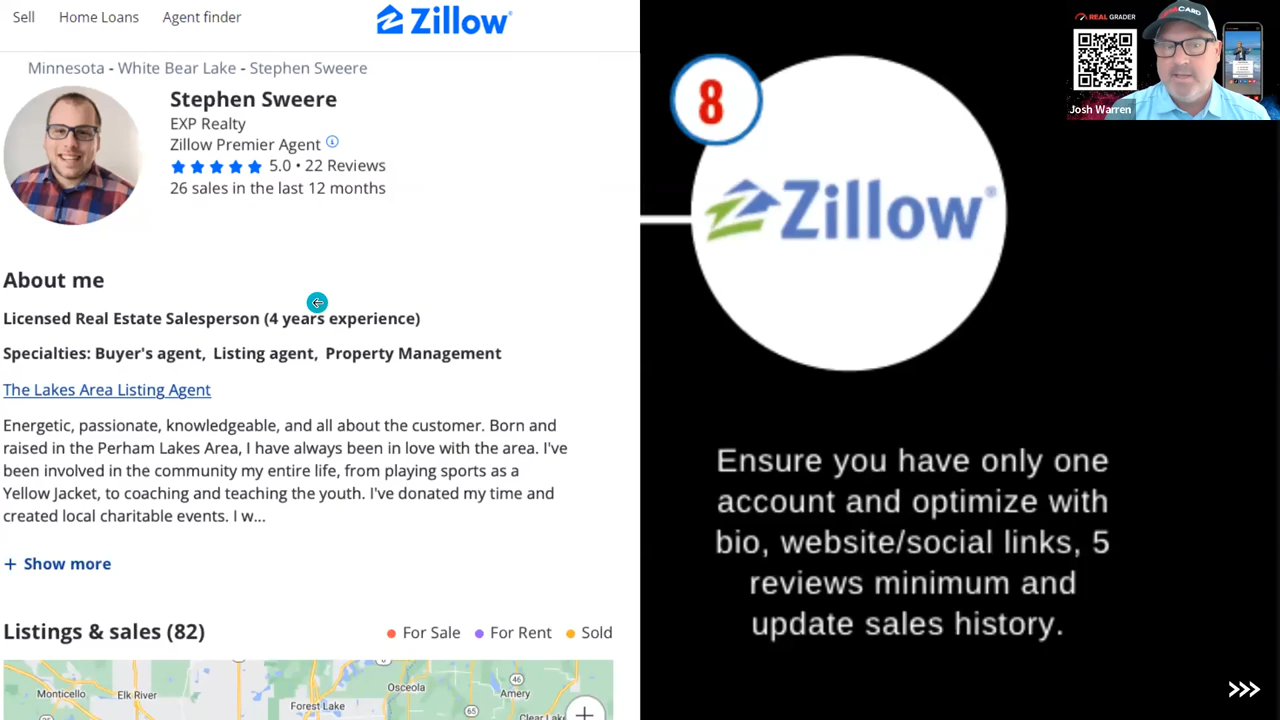 Sell Home Loans Agent finder
Zillow®
Minnesota - White Bear Lake - Stephen Sweere
Stephen Sweere
EXP Realty
Zillow Premier Agent
5.0 • 22 Reviews
26 sales in the last 12 months
About me
Licensed Real Estate Salesperson (4 years experience)
Specialties: Buyer's agent, Listing agent, Property Management
The Lakes Area Listing Agent
Energetic, passionate, knowledgeable, and all about the customer. Born and
raised in the Perham Lakes Area, I have always been in love with the area. I've
been involved in the community my entire life, from playing sports as a
Yellow Jacket, to coaching and teaching the youth. I've donated my time and
created local charitable events. I w...
+ Show more
Listings & sales (82)
For Sale
For Rent
Sold
Monticello
Elk River
Forest Lake
Osceola
46
Amery
65
Clear Lake
8
Zillow®
Ensure you have only one
account and optimize with
bio, website/social links, 5
reviews minimum and
update sales history.
REAL GRADER
Josh Warren
>>>